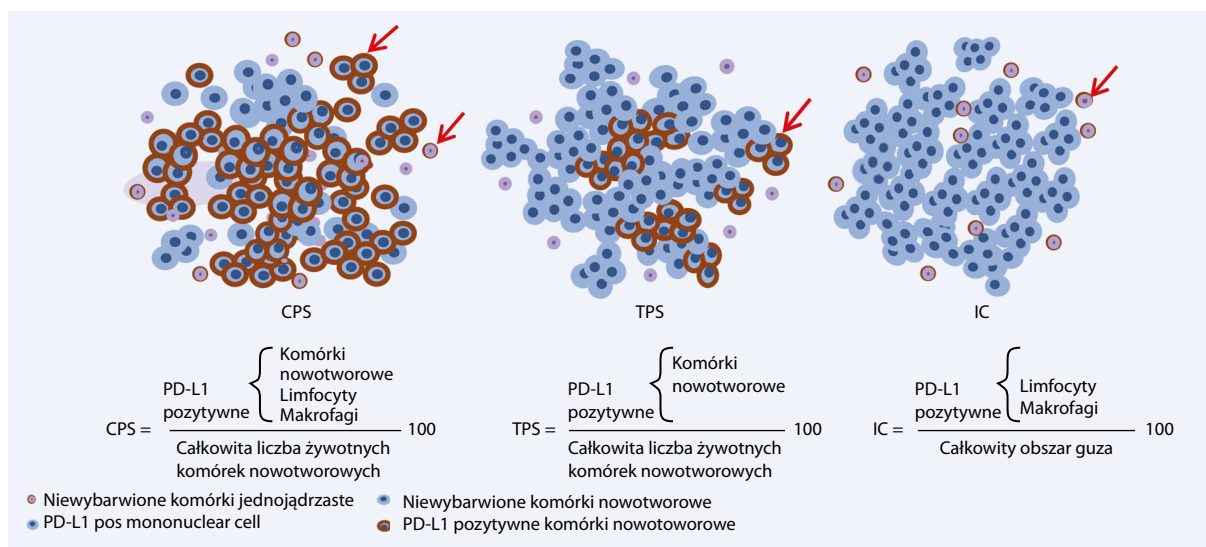 CPS
TPS
IC
CPS =
PD-L1
pozytywne
Komórki
nowotworowe
Limfocyty
Makrofagi
Całkowita liczba żywotnych
komórek nowotworowych
100
TPS =
PD-L1
pozytywne
Komórki
nowotworowe
Całkowita liczba żywotnych
komórek nowotworowych
100
IC =
PD-L1
pozytywne
Limfocyty
Makrofagi
Całkowity obszar guza
100
Niewybarwione komórki jednojądrzaste
PD-L1 pos mononuclear cell
Niewybarwione komórki nowotworowe
PD-L1 pozytywne komórki nowotoworowe